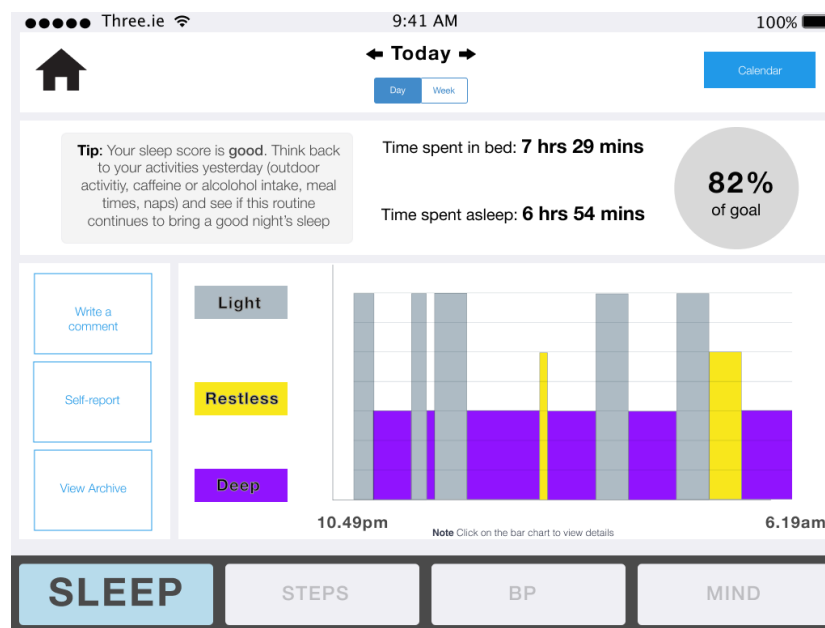 Three.ie
9:41 AM
100%
Today
Day
Week
Calendar
Tip: Your sleep score is good. Think back
to your activities yesterday (outdoor
activitiy, caffeine or alcolohol intake, meal
times, naps) and see if this routine
continues to bring a good night's sleep
Time spent in bed: 7 hrs 29 mins
Time spent asleep: 6 hrs 54 mins
82%
of goal
Write a
comment
Self-report
View Archive
Light
Restless
Deep
10.49pm
6.19am
Note Click on the bar chart to view details
SLEEP
STEPS
BP
MIND